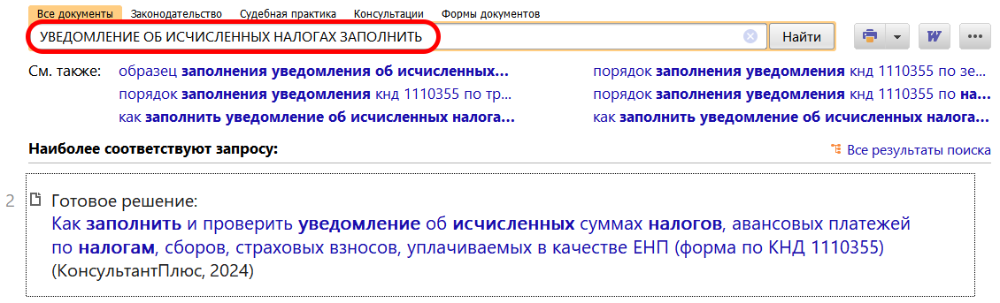 Все документы Законодательство Судебная практика Консультации Формы документов
УВЕДОМЛЕНИЕ ОБ ИСЧИСЛЕННЫХ НАЛОГАХ ЗАПОЛНИТЬ Найти W
См. также: образец заполнения уведомления об исчисленных... порядок заполнения уведомления кнд 1110355 по зе...
порядок заполнения уведомления кнд 1110355 по тр... порядок заполнения уведомления кнд 1110355 по на...
как заполнить уведомление об исчисленных налога... как заполнить уведомление об исчисленных налога...
Наиболее соответствуют запросу: Все результаты поиска
2 Готовое решение:
Как заполнить и проверить уведомление об исчисленных суммах налогов, авансовых платежей
по налогам, сборов, страховых взносов, уплачиваемых в качестве ЕНП (форма по КНД 1110355)
(КонсультантПлюс, 2024)